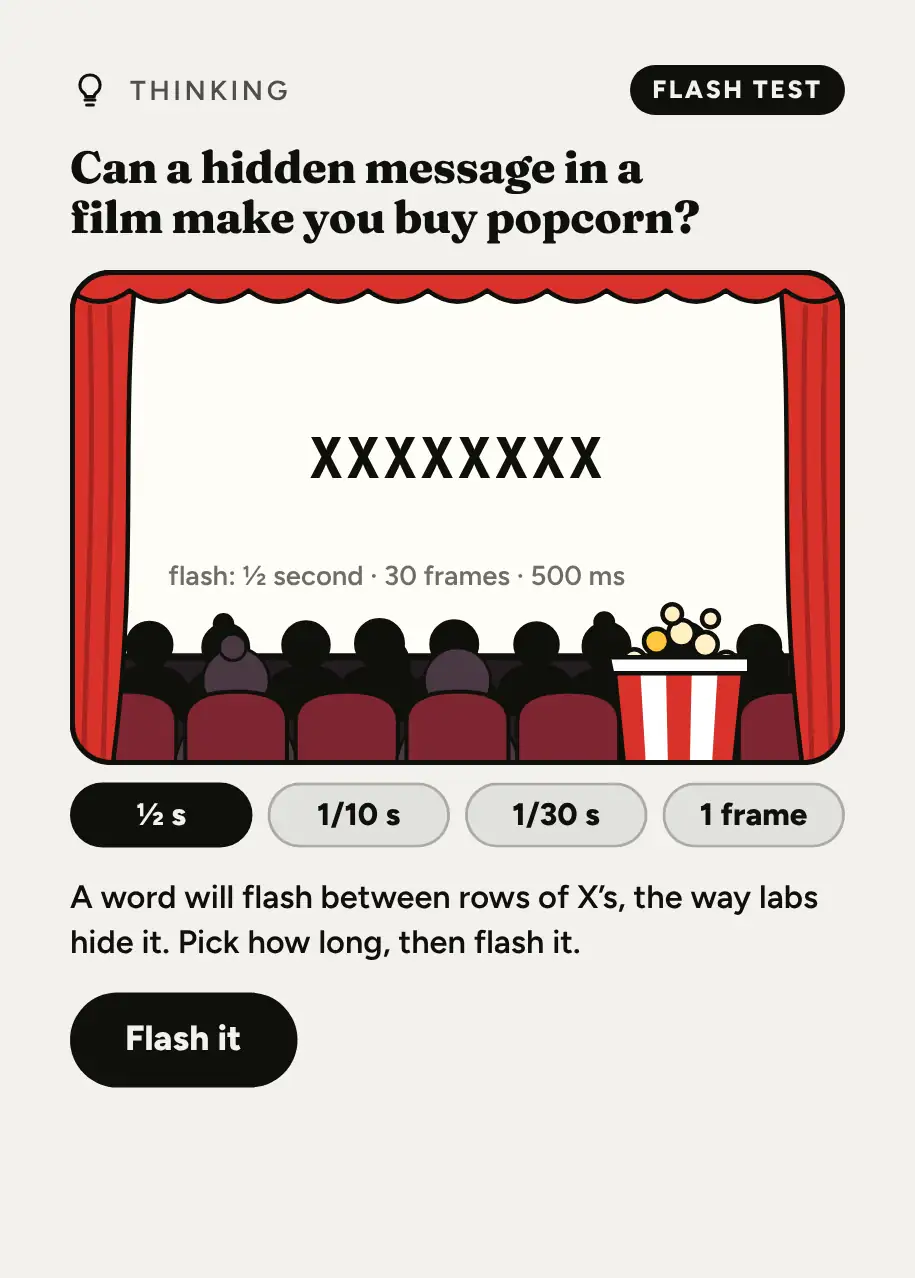 THINKING
FLASH TEST
Can a hidden message in a
film make you buy popcorn?
XXXXXXXX
flash: ½ second · 30 frames · 500 ms
½ s
1/10 s
1/30 s
1 frame
A word will flash between rows of X’s, the way labs
hide it. Pick how long, then flash it.
Flash it